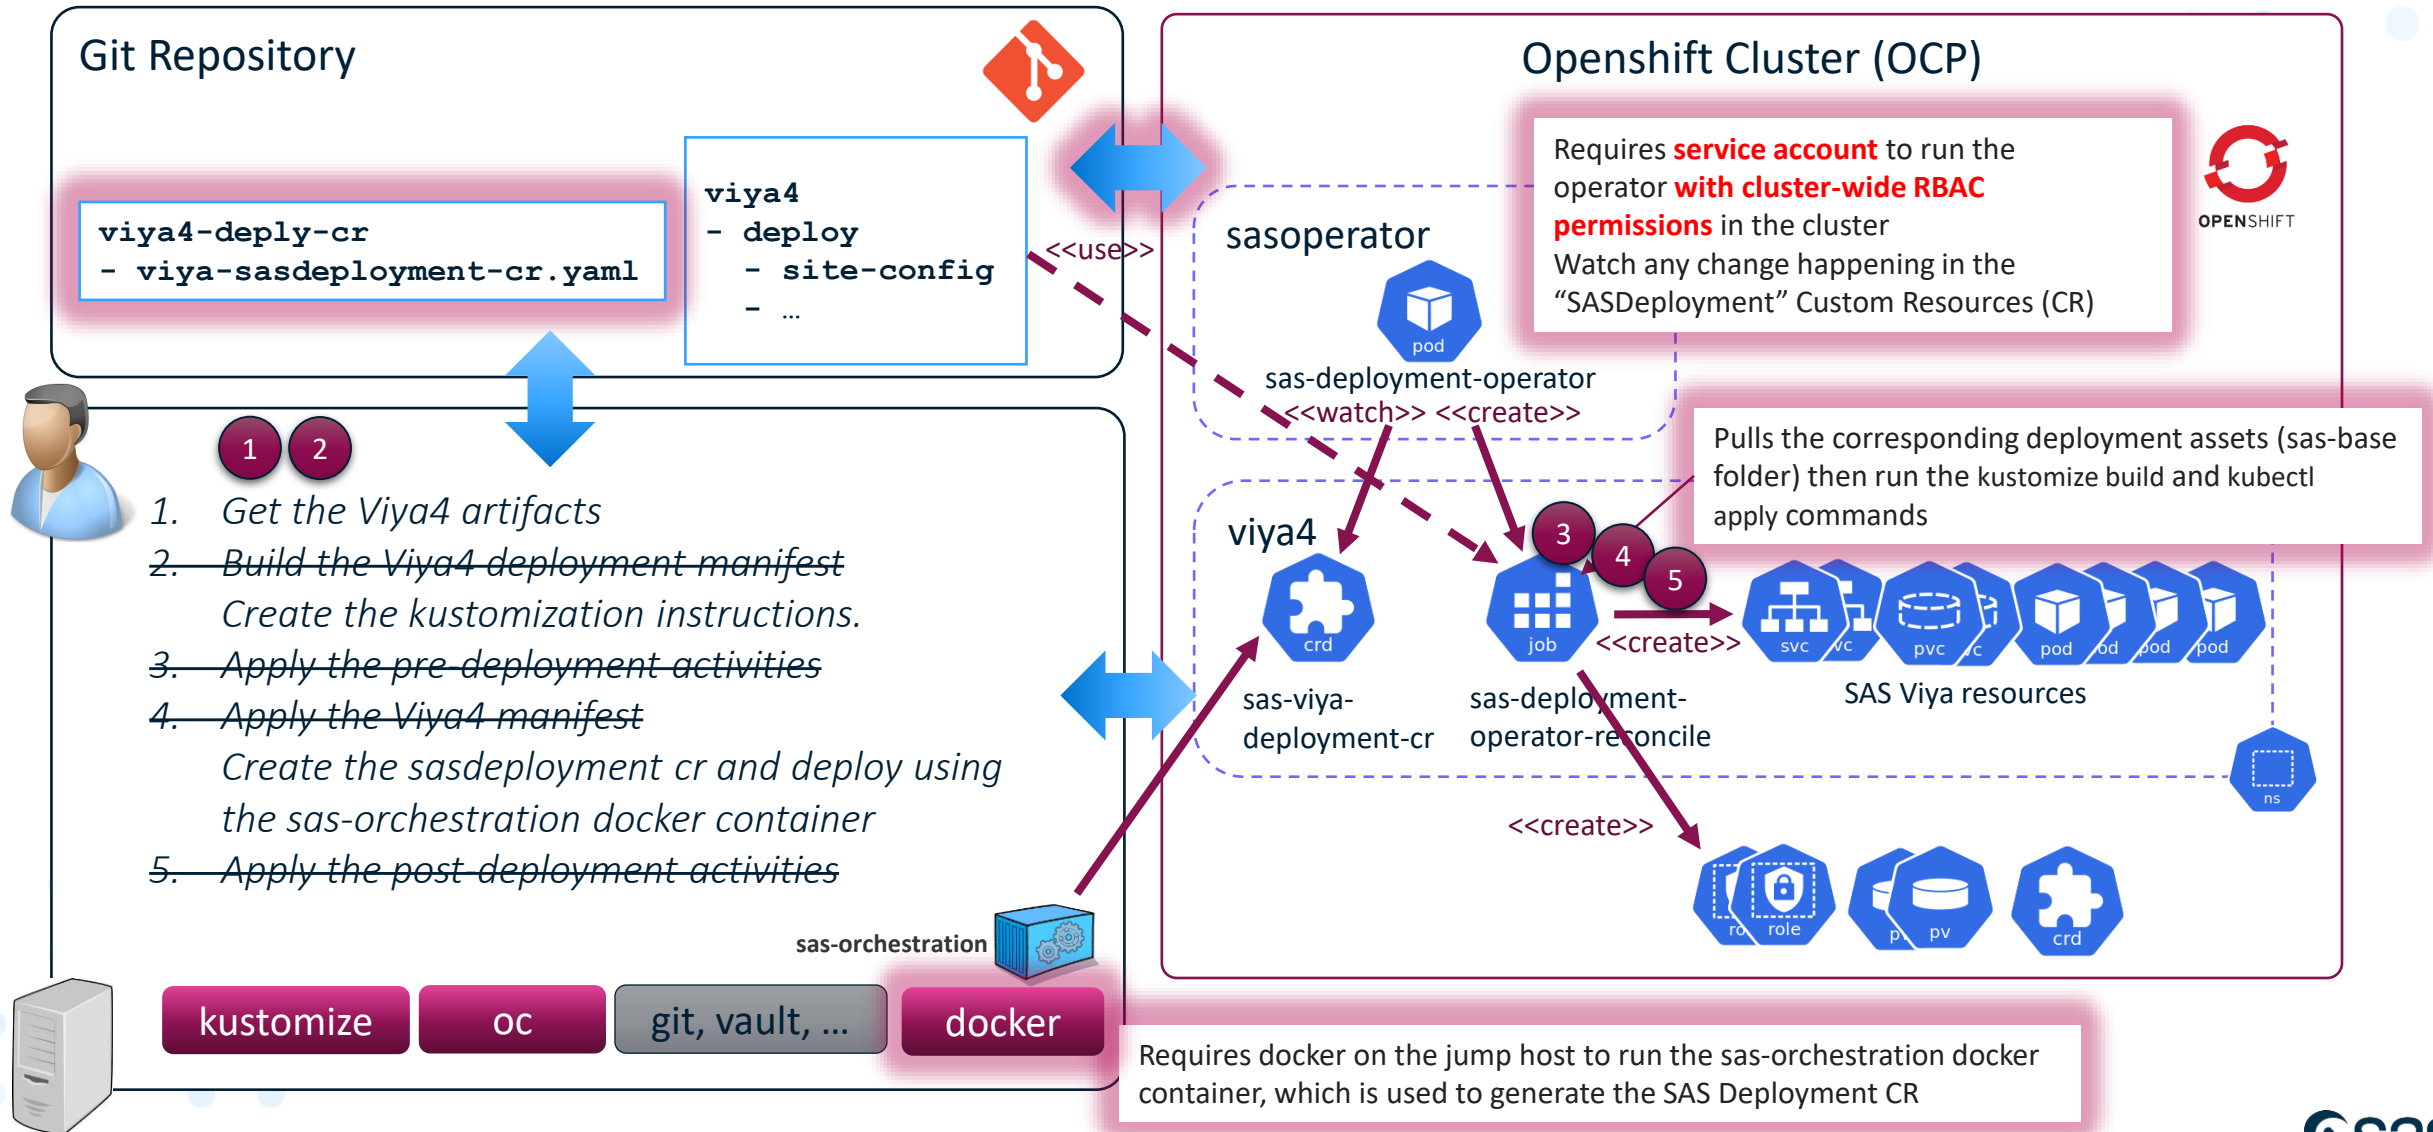 Git Repository
viya4-deply-cr
- viya-sasdeployment-cr.yaml
viya4
- deploy
- site-config
- ...
<<use>>
Openshift Cluster (OCP)
Requires service account to run the
operator with cluster-wide RBAC
permissions in the cluster
Watch any change happening in the
“SASDeployment” Custom Resources (CR)
OPENSHIFT
sasoperator
pod
sas-deployment-operator
<<watch>> <<create>>
Pulls the corresponding deployment assets (sas-base
folder) then run the kustomize build and kubectl
apply commands
1 2
1. Get the Viya4 artifacts
2. Build the Viya4 deployment manifest
Create the kustomization instructions.
3. Apply the pre-deployment activities
4. Apply the Viya4 manifest
Create the sasdeployment cr and deploy using
the sas-orchestration docker container
5. Apply the post-deployment activities
sas-orchestration
kustomize
oc
git, vault, ...
docker
viya4
3
4
5
crd
job
<<create>>
svc
vc
pvc
vc
pod
od
pod
pod
sas-viya-
deployment-cr
sas-deployment-
operator-reconcile
SAS Viya resources
ns
<<create>>
ro
role
pv
crd
Requires docker on the jump host to run the sas-orchestration docker
container, which is used to generate the SAS Deployment CR